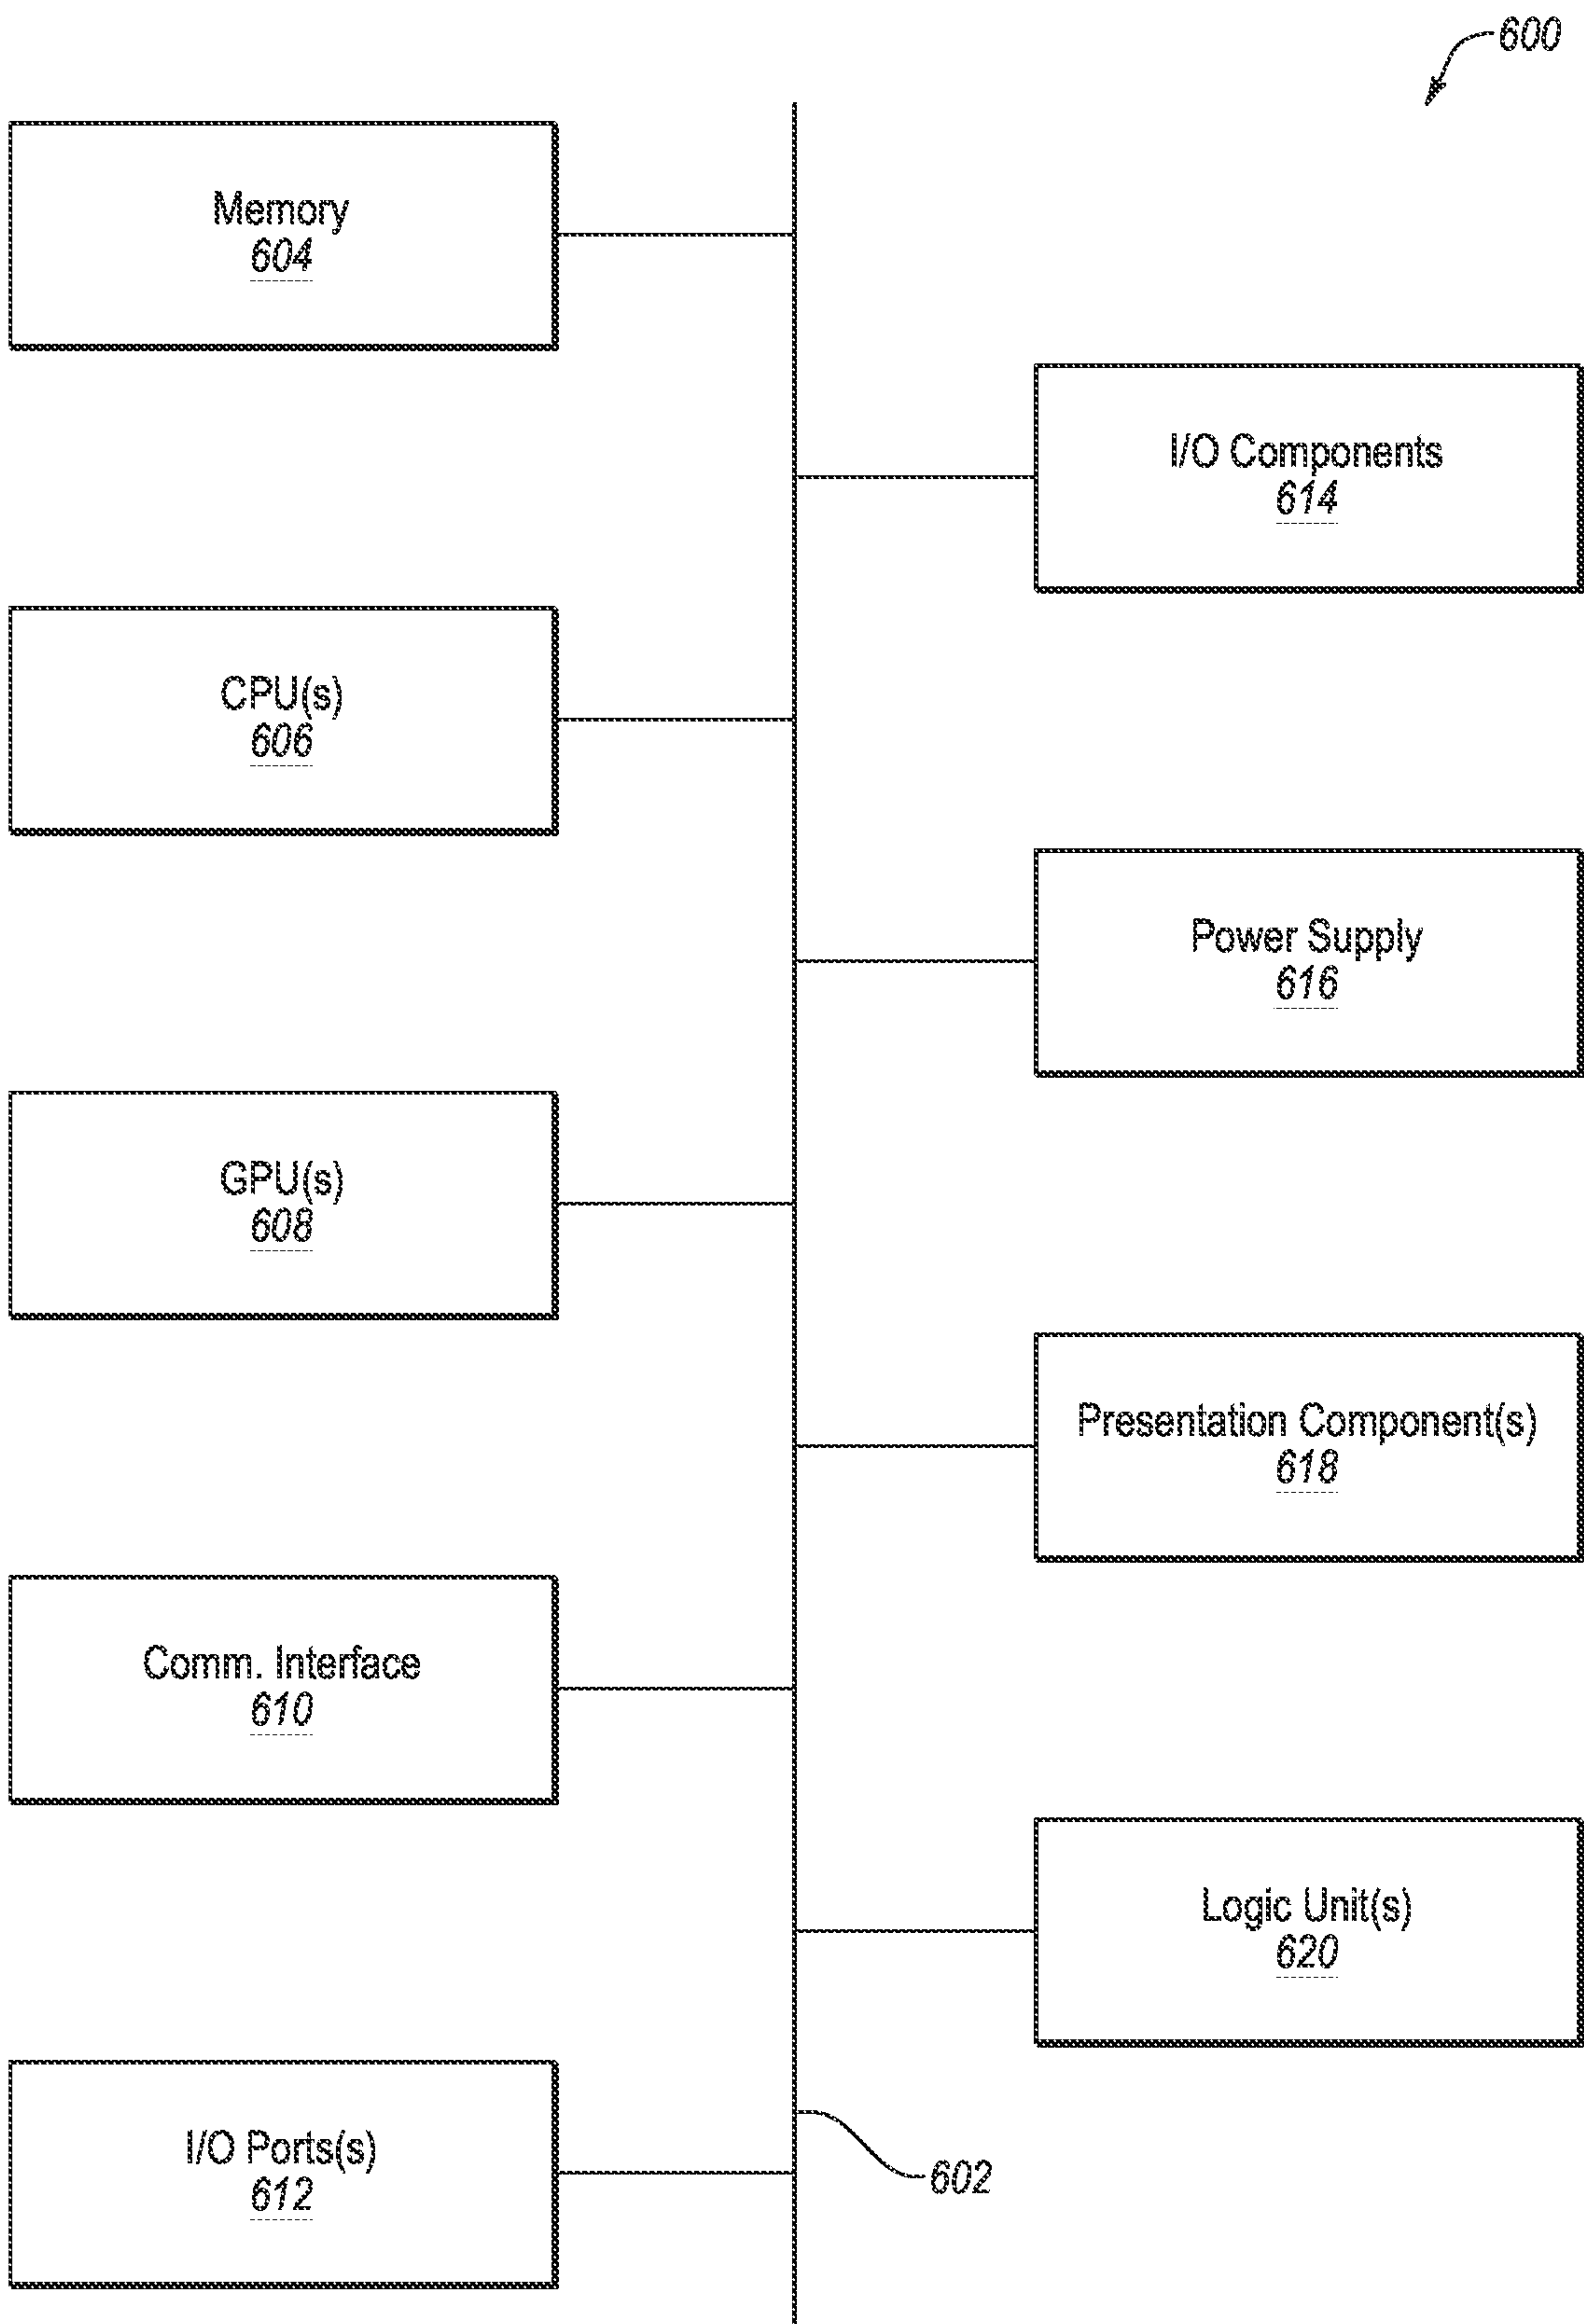 600
Memory
604
I/O Components
614
CPU(s)
606
Power Supply
616
GPU(s)
608
Presentation Component(s)
618
Comm. Interface
610
Logic Unit(s)
620
I/O Ports(s)
612
602